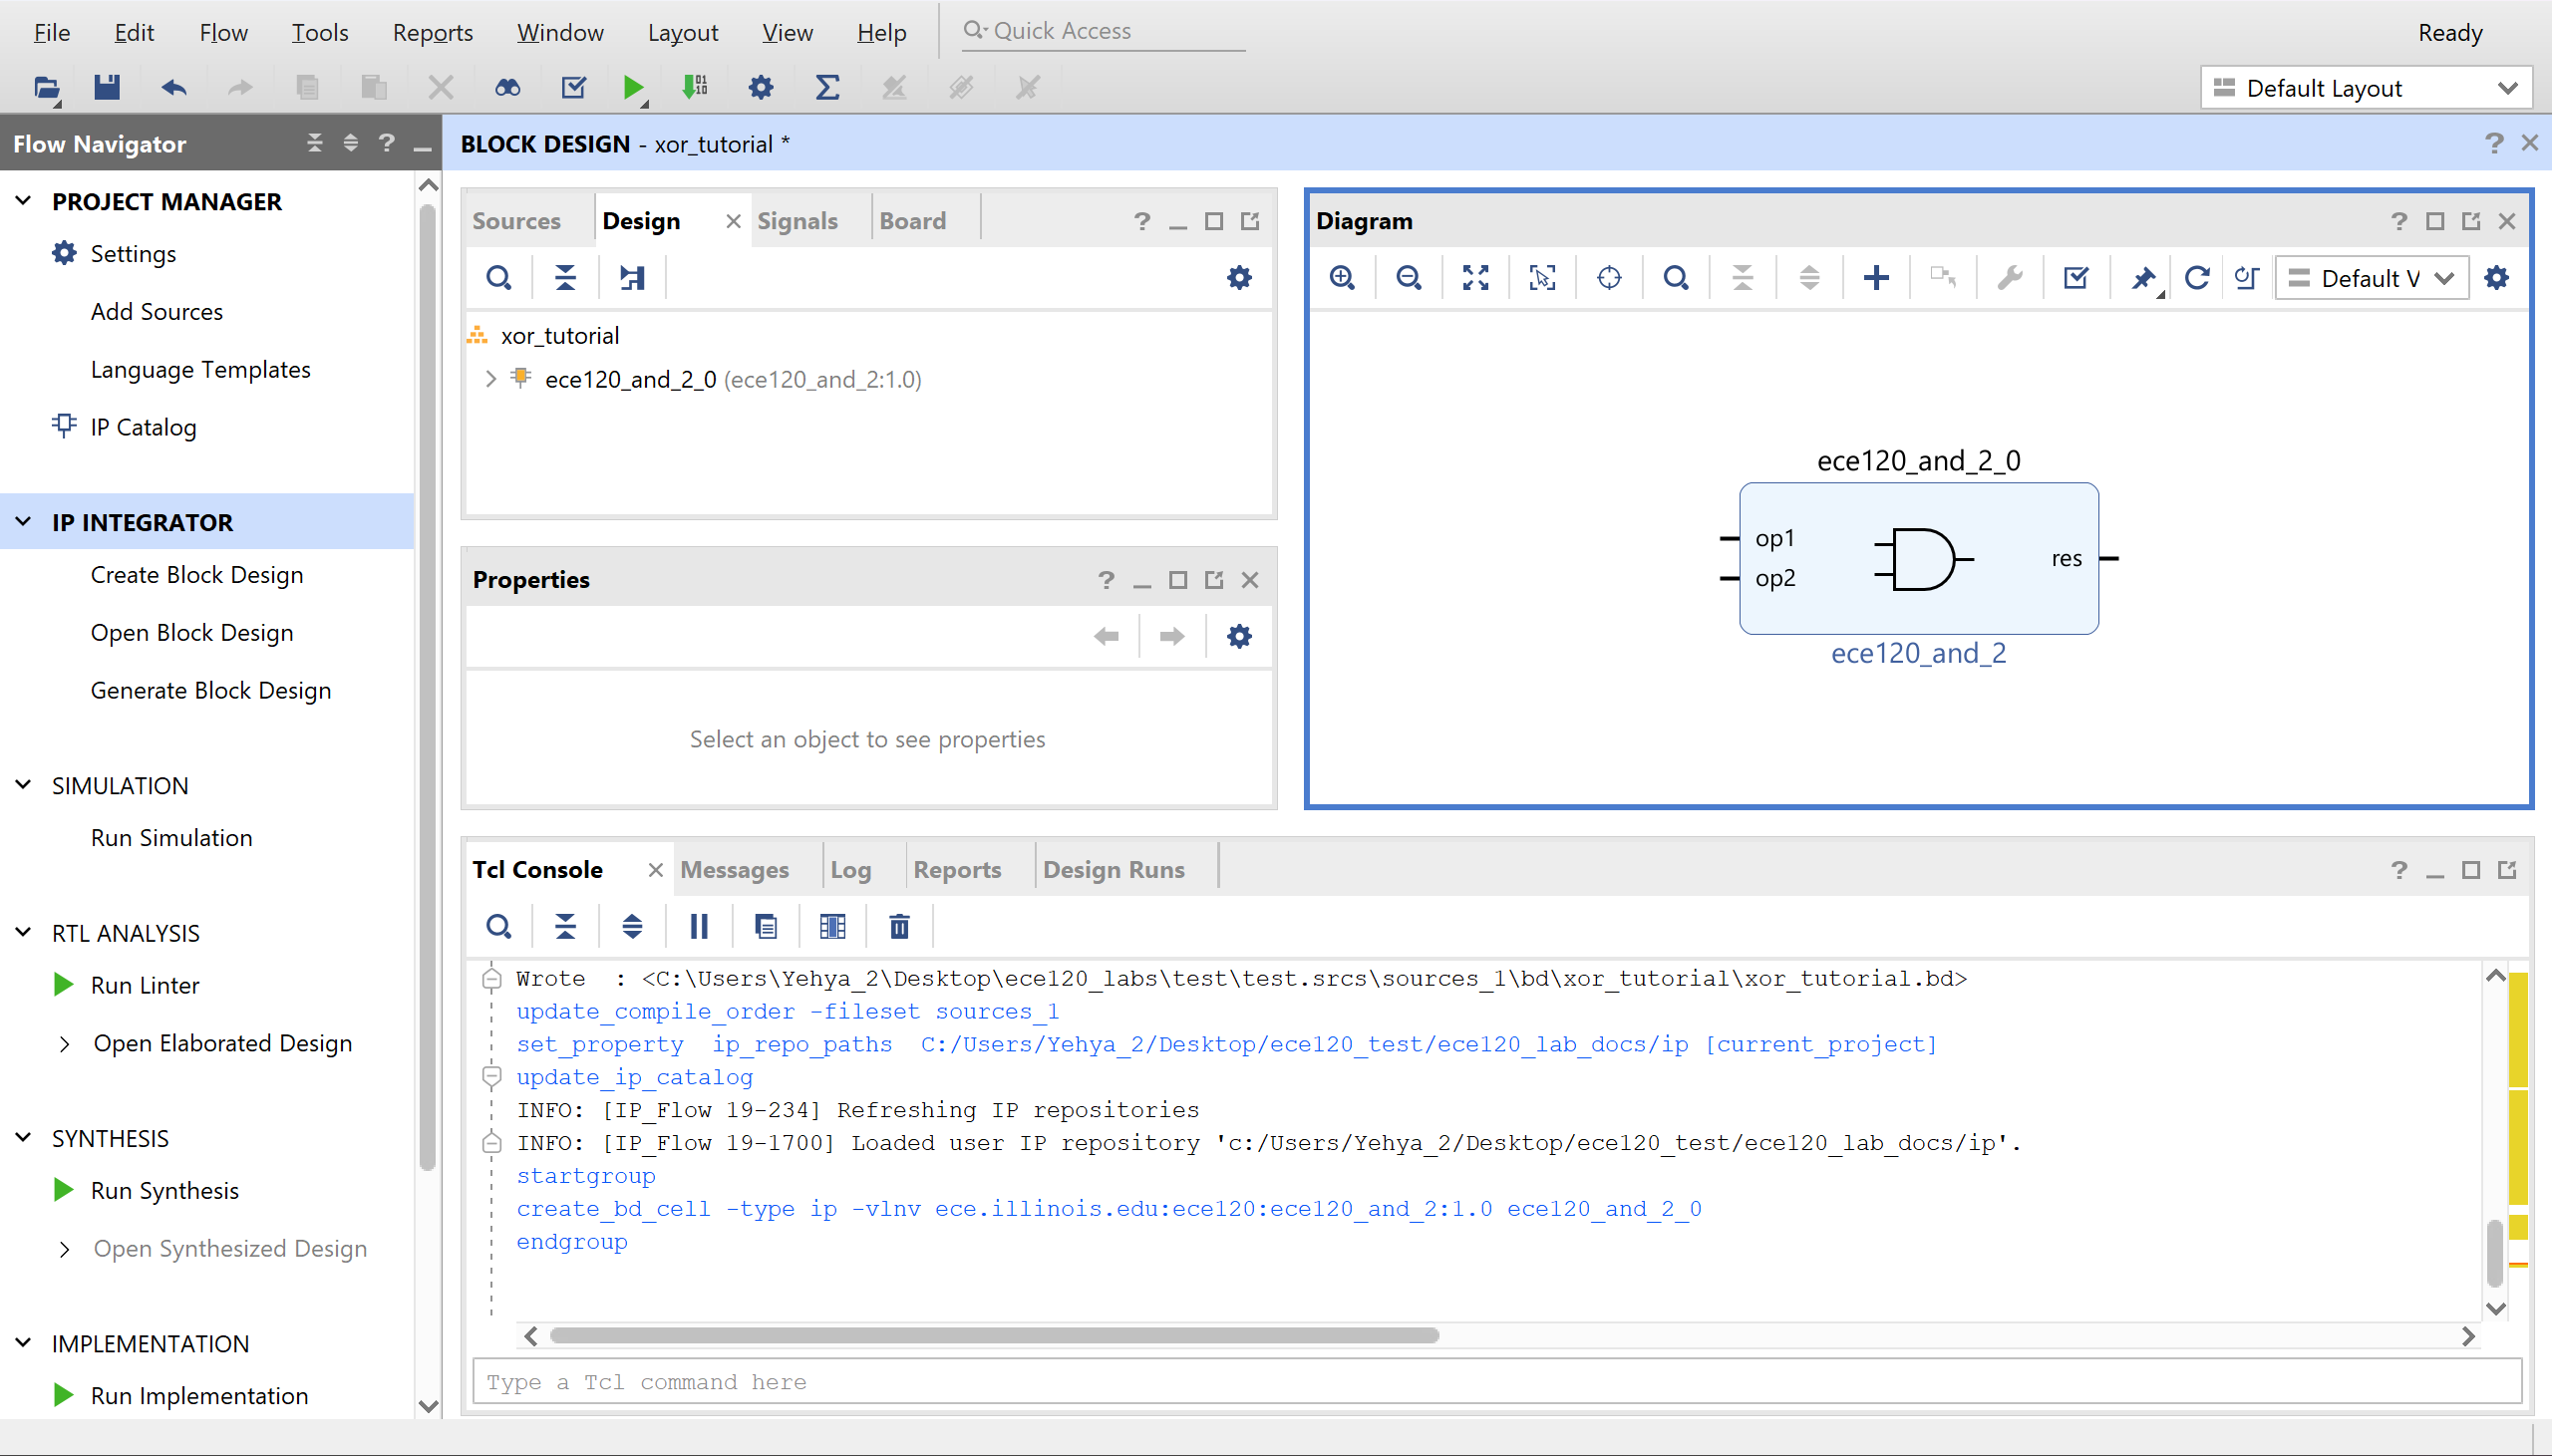 File Edit Flow Tools Reports Window Layout View Help Quick Access Ready
Default Layout
Flow Navigator
PROJECT MANAGER
Settings
Add Sources
Language Templates
IP Catalog
IP INTEGRATOR
Create Block Design
Open Block Design
Generate Block Design
SIMULATION
Run Simulation
RTL ANALYSIS
Run Linter
Open Elaborated Design
SYNTHESIS
Run Synthesis
Open Synthesized Design
IMPLEMENTATION
Run Implementation
BLOCK DESIGN - xor_tutorial *
Sources Design Signals Board
xor_tutorial
ece120_and_2_0 (ece120_and_2:1.0)
Properties
Select an object to see properties
Diagram
Default V
ece120_and_2_0
op1
op2
res
ece120_and_2
Tcl Console Messages Log Reports Design Runs
Wrote  : <C:\Users\Yehya_2\Desktop\ece120_labs\test\test.srcs\sources_1\bd\xor_tutorial\xor_tutorial.bd>
update_compile_order -fileset sources_1
set_property  ip_repo_paths  C:/Users/Yehya_2/Desktop/ece120_test/ece120_lab_docs/ip [current_project]
update_ip_catalog
INFO: [IP_Flow 19-234] Refreshing IP repositories
INFO: [IP_Flow 19-1700] Loaded user IP repository 'c:/Users/Yehya_2/Desktop/ece120_test/ece120_lab_docs/ip'.
startgroup
create_bd_cell -type ip -vlnv ece.illinois.edu:ece120:ece120_and_2:1.0 ece120_and_2_0
endgroup
Type a Tcl command here